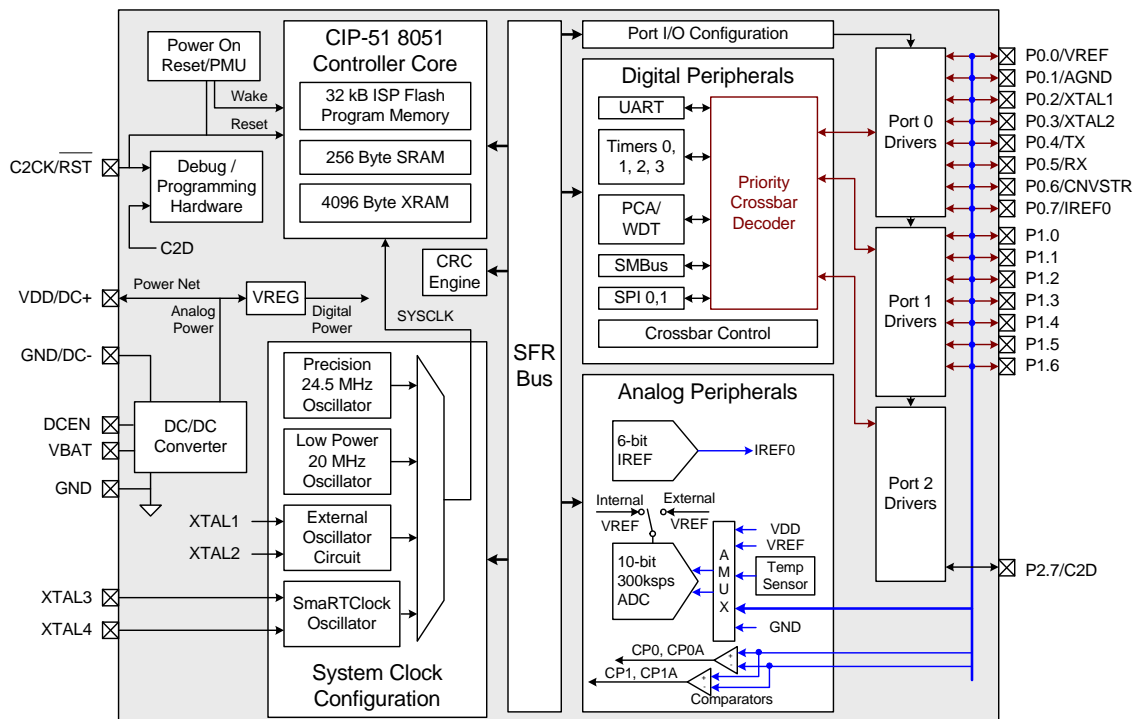 Power On
Reset/PMU
Wake
Reset
C2CK/RST
Debug /
Programming
Hardware
C2D
CIP-51 8051
Controller Core
32 kB ISP Flash
Program Memory
256 Byte SRAM
4096 Byte XRAM
CRC
Engine
VDD/DC+
Power Net
Analog
Power
VREG
Digital
Power
SYSCLK
GND/DC-
DCEN
VBAT
GND
DC/DC
Converter
Precision
24.5 MHz
Oscillator
Low Power
20 MHz
Oscillator
XTAL1
XTAL2
External
Oscillator
Circuit
XTAL3
XTAL4
SmaRTClock
Oscillator
System Clock
Configuration
SFR
Bus
Port I/O Configuration
Digital Peripherals
UART
Timers 0,
1, 2, 3
PCA/
WDT
SMBus
SPI 0,1
Priority
Crossbar
Decoder
Crossbar Control
Analog Peripherals
6-bit
IREF
IREF0
Internal
VREF
External
VREF
10-bit
300ksps
ADC
A
M
U
X
VDD
VREF
Temp
Sensor
GND
CP0, CP0A
+
-
CP1, CP1A
+
-
Comparators
Port 0
Drivers
Port 1
Drivers
Port 2
Drivers
P0.0/VREF
P0.1/AGND
P0.2/XTAL1
P0.3/XTAL2
P0.4/TX
P0.5/RX
P0.6/CNVSTR
P0.7/IREF0
P1.0
P1.1
P1.2
P1.3
P1.4
P1.5
P1.6
P2.7/C2D